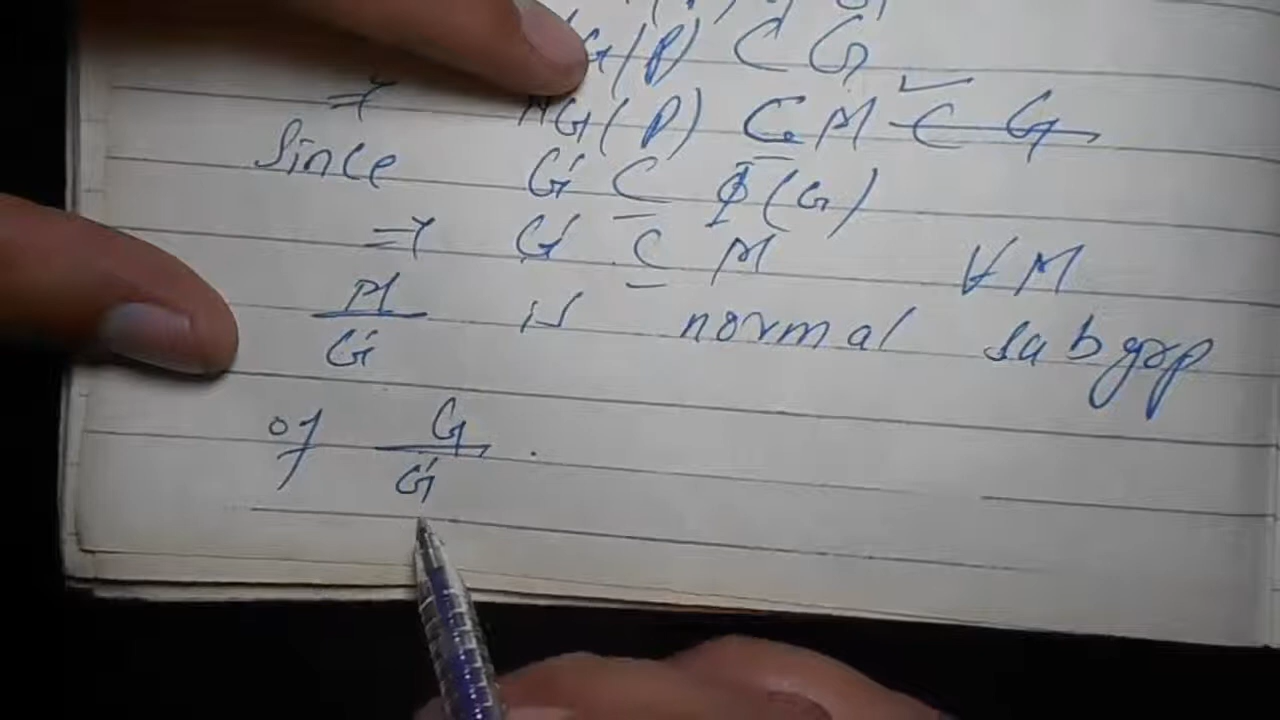 G(P) ⊂ G
⇒ NG(P) ⊆ M ⊂ G
Since G' ⊆ Φ(G)
⇒ G' ⊆ M ∀ M
M/G' is normal subgrp
of G/G'.